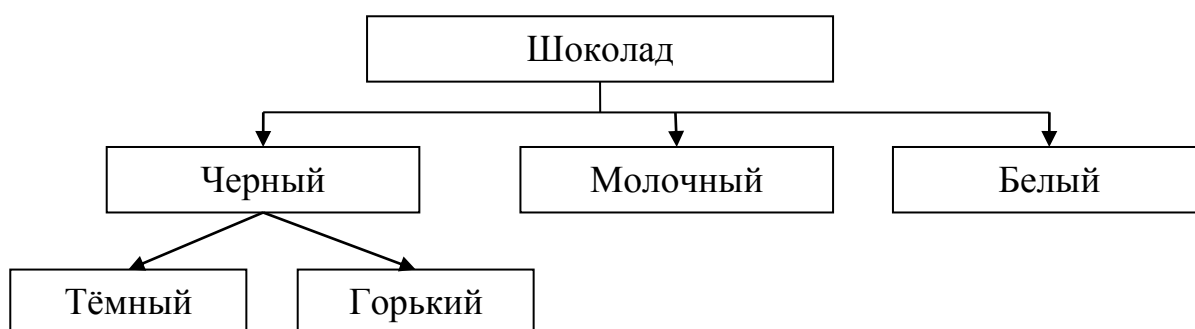 Шоколад
Черный
Молочный
Белый
Тёмный
Горький